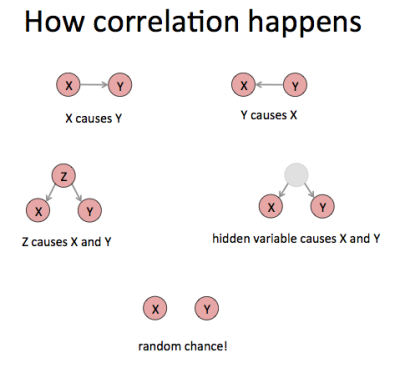 How correlation happens
X Y
X Y
X causes Y
Y causes X
Z
X Y
X Y
Z causes X and Y
hidden variable causes X and Y
X Y
random chance!